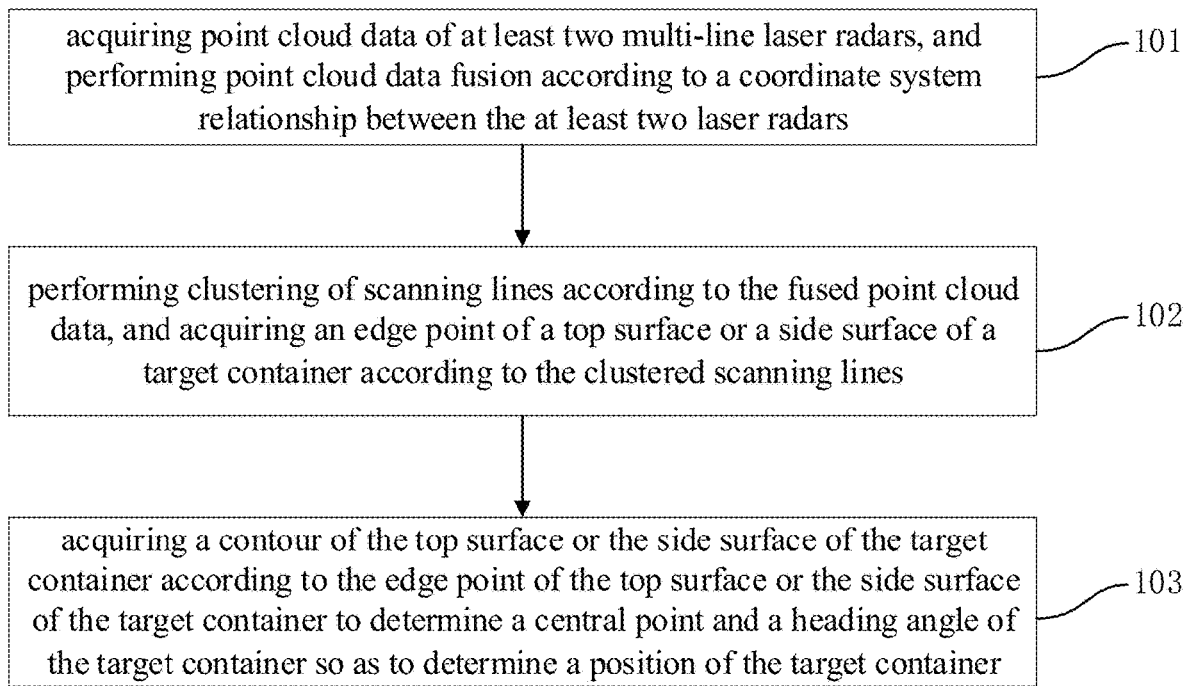 acquiring point cloud data of at least two multi-line laser radars, and
performing point cloud data fusion according to a coordinate system
relationship between the at least two laser radars
101
performing clustering of scanning lines according to the fused point cloud
data, and acquiring an edge point of a top surface or a side surface of a
target container according to the clustered scanning lines
102
acquiring a contour of the top surface or the side surface of the target
container according to the edge point of the top surface or the side surface
of the target container to determine a central point and a heading angle of
the target container so as to determine a position of the target container
103